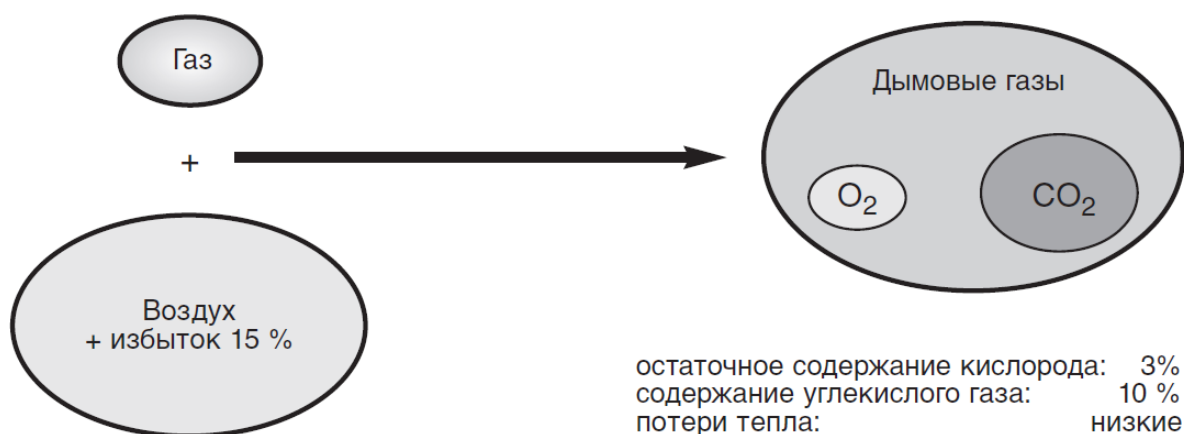 Газ
+
Воздух
+ избыток 15 %
Дымовые газы
O₂
CO₂
остаточное содержание кислорода: 3%
содержание углекислого газа: 10 %
потери тепла: низкие